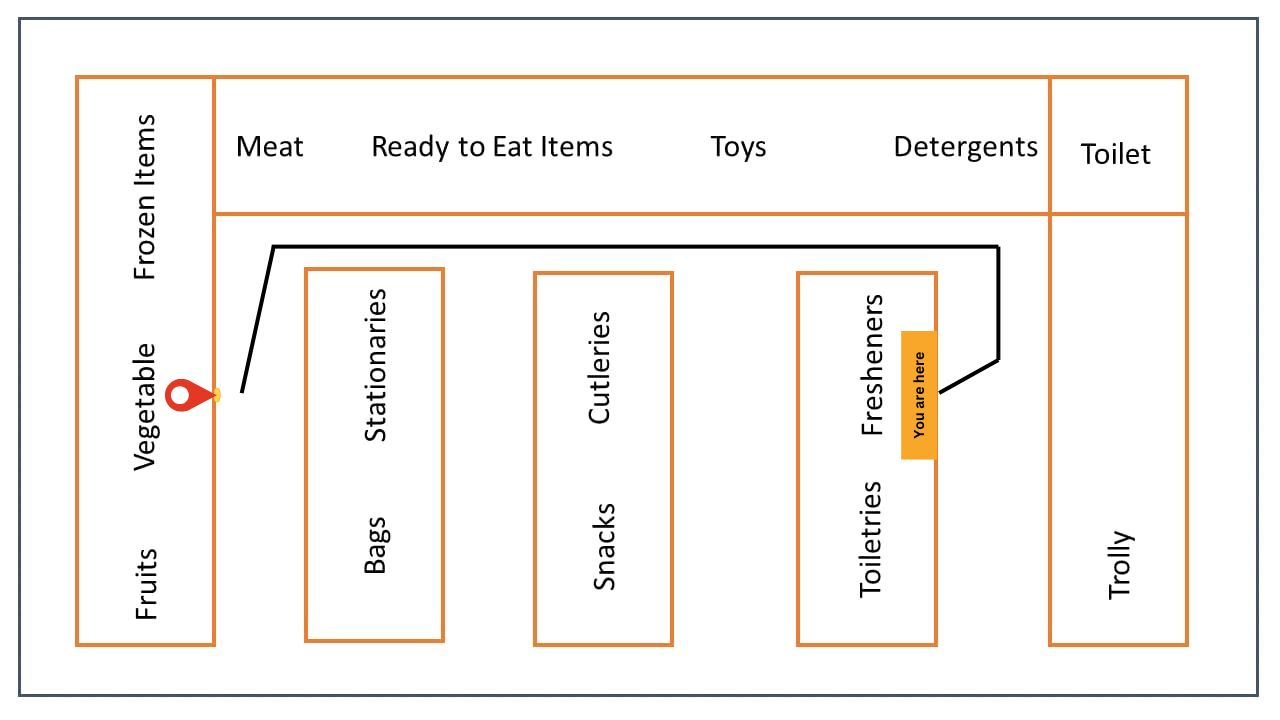 Frozen Items
Vegetable
Fruits
Meat
Ready to Eat Items
Toys
Detergents
Toilet
Stationaries
Bags
Cutleries
Snacks
Fresheners
You are here
Toiletries
Trolly